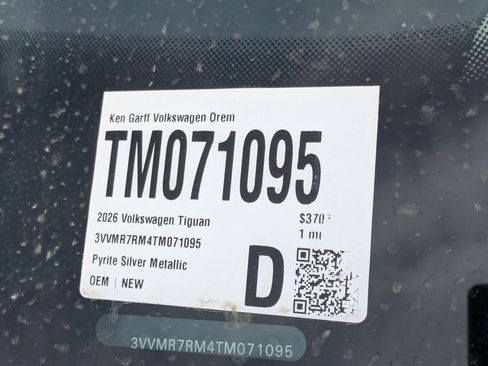 Ken Garff Volkswagen Orem
TM071095
2026 Volkswagen Tiguan
3VVMR7RM4TM071095
1 mi
Pyrite Silver Metallic
OEM | NEW
D
3VVMR7RM4TM071095